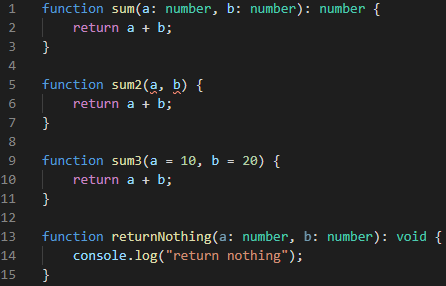 1 function sum(a: number, b: number): number {
2     return a + b;
3 }
4
5 function sum2(a, b) {
6     return a + b;
7 }
8
9 function sum3(a = 10, b = 20) {
10     return a + b;
11 }
12
13 function returnNothing(a: number, b: number): void {
14     console.log("return nothing");
15 }